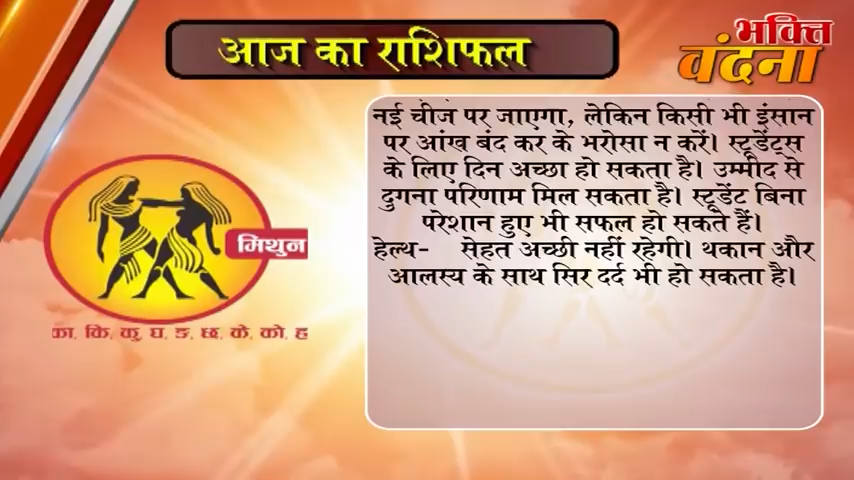 आज का राशिफल
भक्ति
वंदना
नई चीज पर जाएगा, लेकिन किसी भी इंसान
पर आंख बंद कर के भरोसा न करें। स्टूडेंट्स
के लिए दिन अच्छा हो सकता है। उम्मीद से
दुगना परिणाम मिल सकता है। स्टूडेंट बिना
परेशान हुए भी सफल हो सकते हैं।
हेल्थ- सेहत अच्छी नहीं रहेगी। थकान और
आलस्य के साथ सिर दर्द भी हो सकता है।
मिथुन
का, कि, कु, घ, ङ, छ, के, को, ह